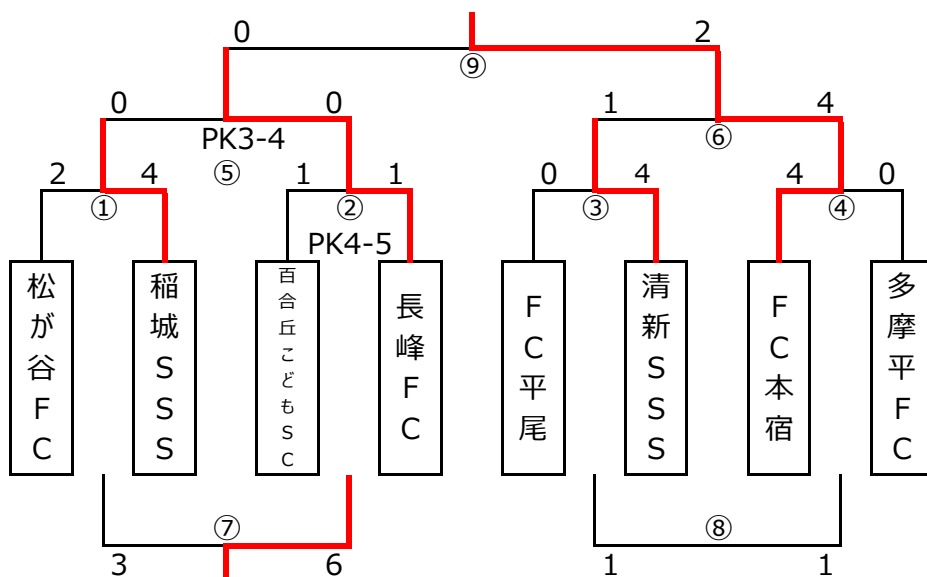 0 2
⑨
0 0 1 4
PK3-4 ⑥
⑤
2 4 1 1 0 4 4 0
① ② ③ ④
PK4-5
松が谷FC
稲城SSS
百合丘こどもSC
長峰FC
FC平尾
清新SSS
FC本宿
多摩平FC
⑦ ⑧
3 6 1 1